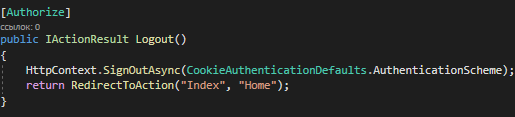 [Authorize]
ссылок: 0
public IActionResult Logout()
{
HttpContext.SignOutAsync(CookieAuthenticationDefaults.AuthenticationScheme);
return RedirectToAction("Index", "Home");
}